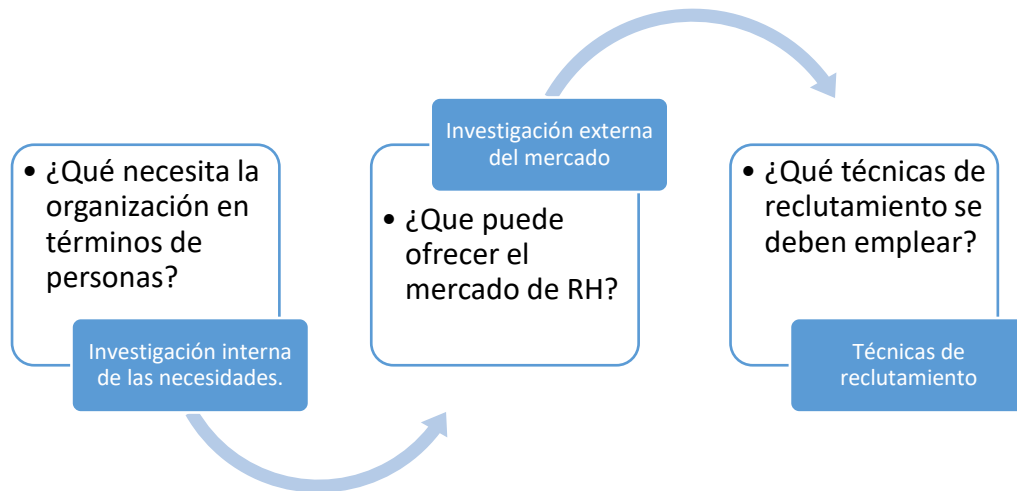 • ¿Qué necesita la
organización en
términos de
personas?
Investigación interna
de las necesidades.
Investigación externa
del mercado
• ¿Que puede
ofrecer el
mercado de RH?
• ¿Qué técnicas de
reclutamiento se
deben emplear?
Técnicas de
reclutamiento